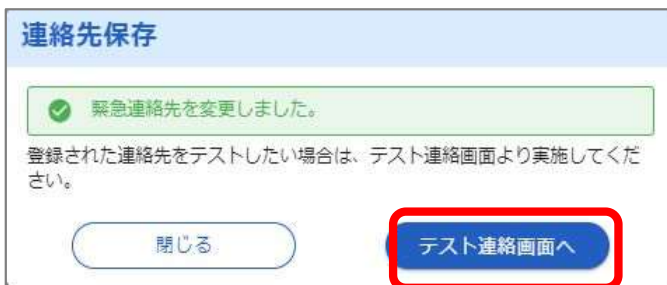 連絡先保存
緊急連絡先を変更しました。
登録された連絡先をテストしたい場合は、テスト連絡画面より実施してくだ
さい。
閉じる
テスト連絡画面へ